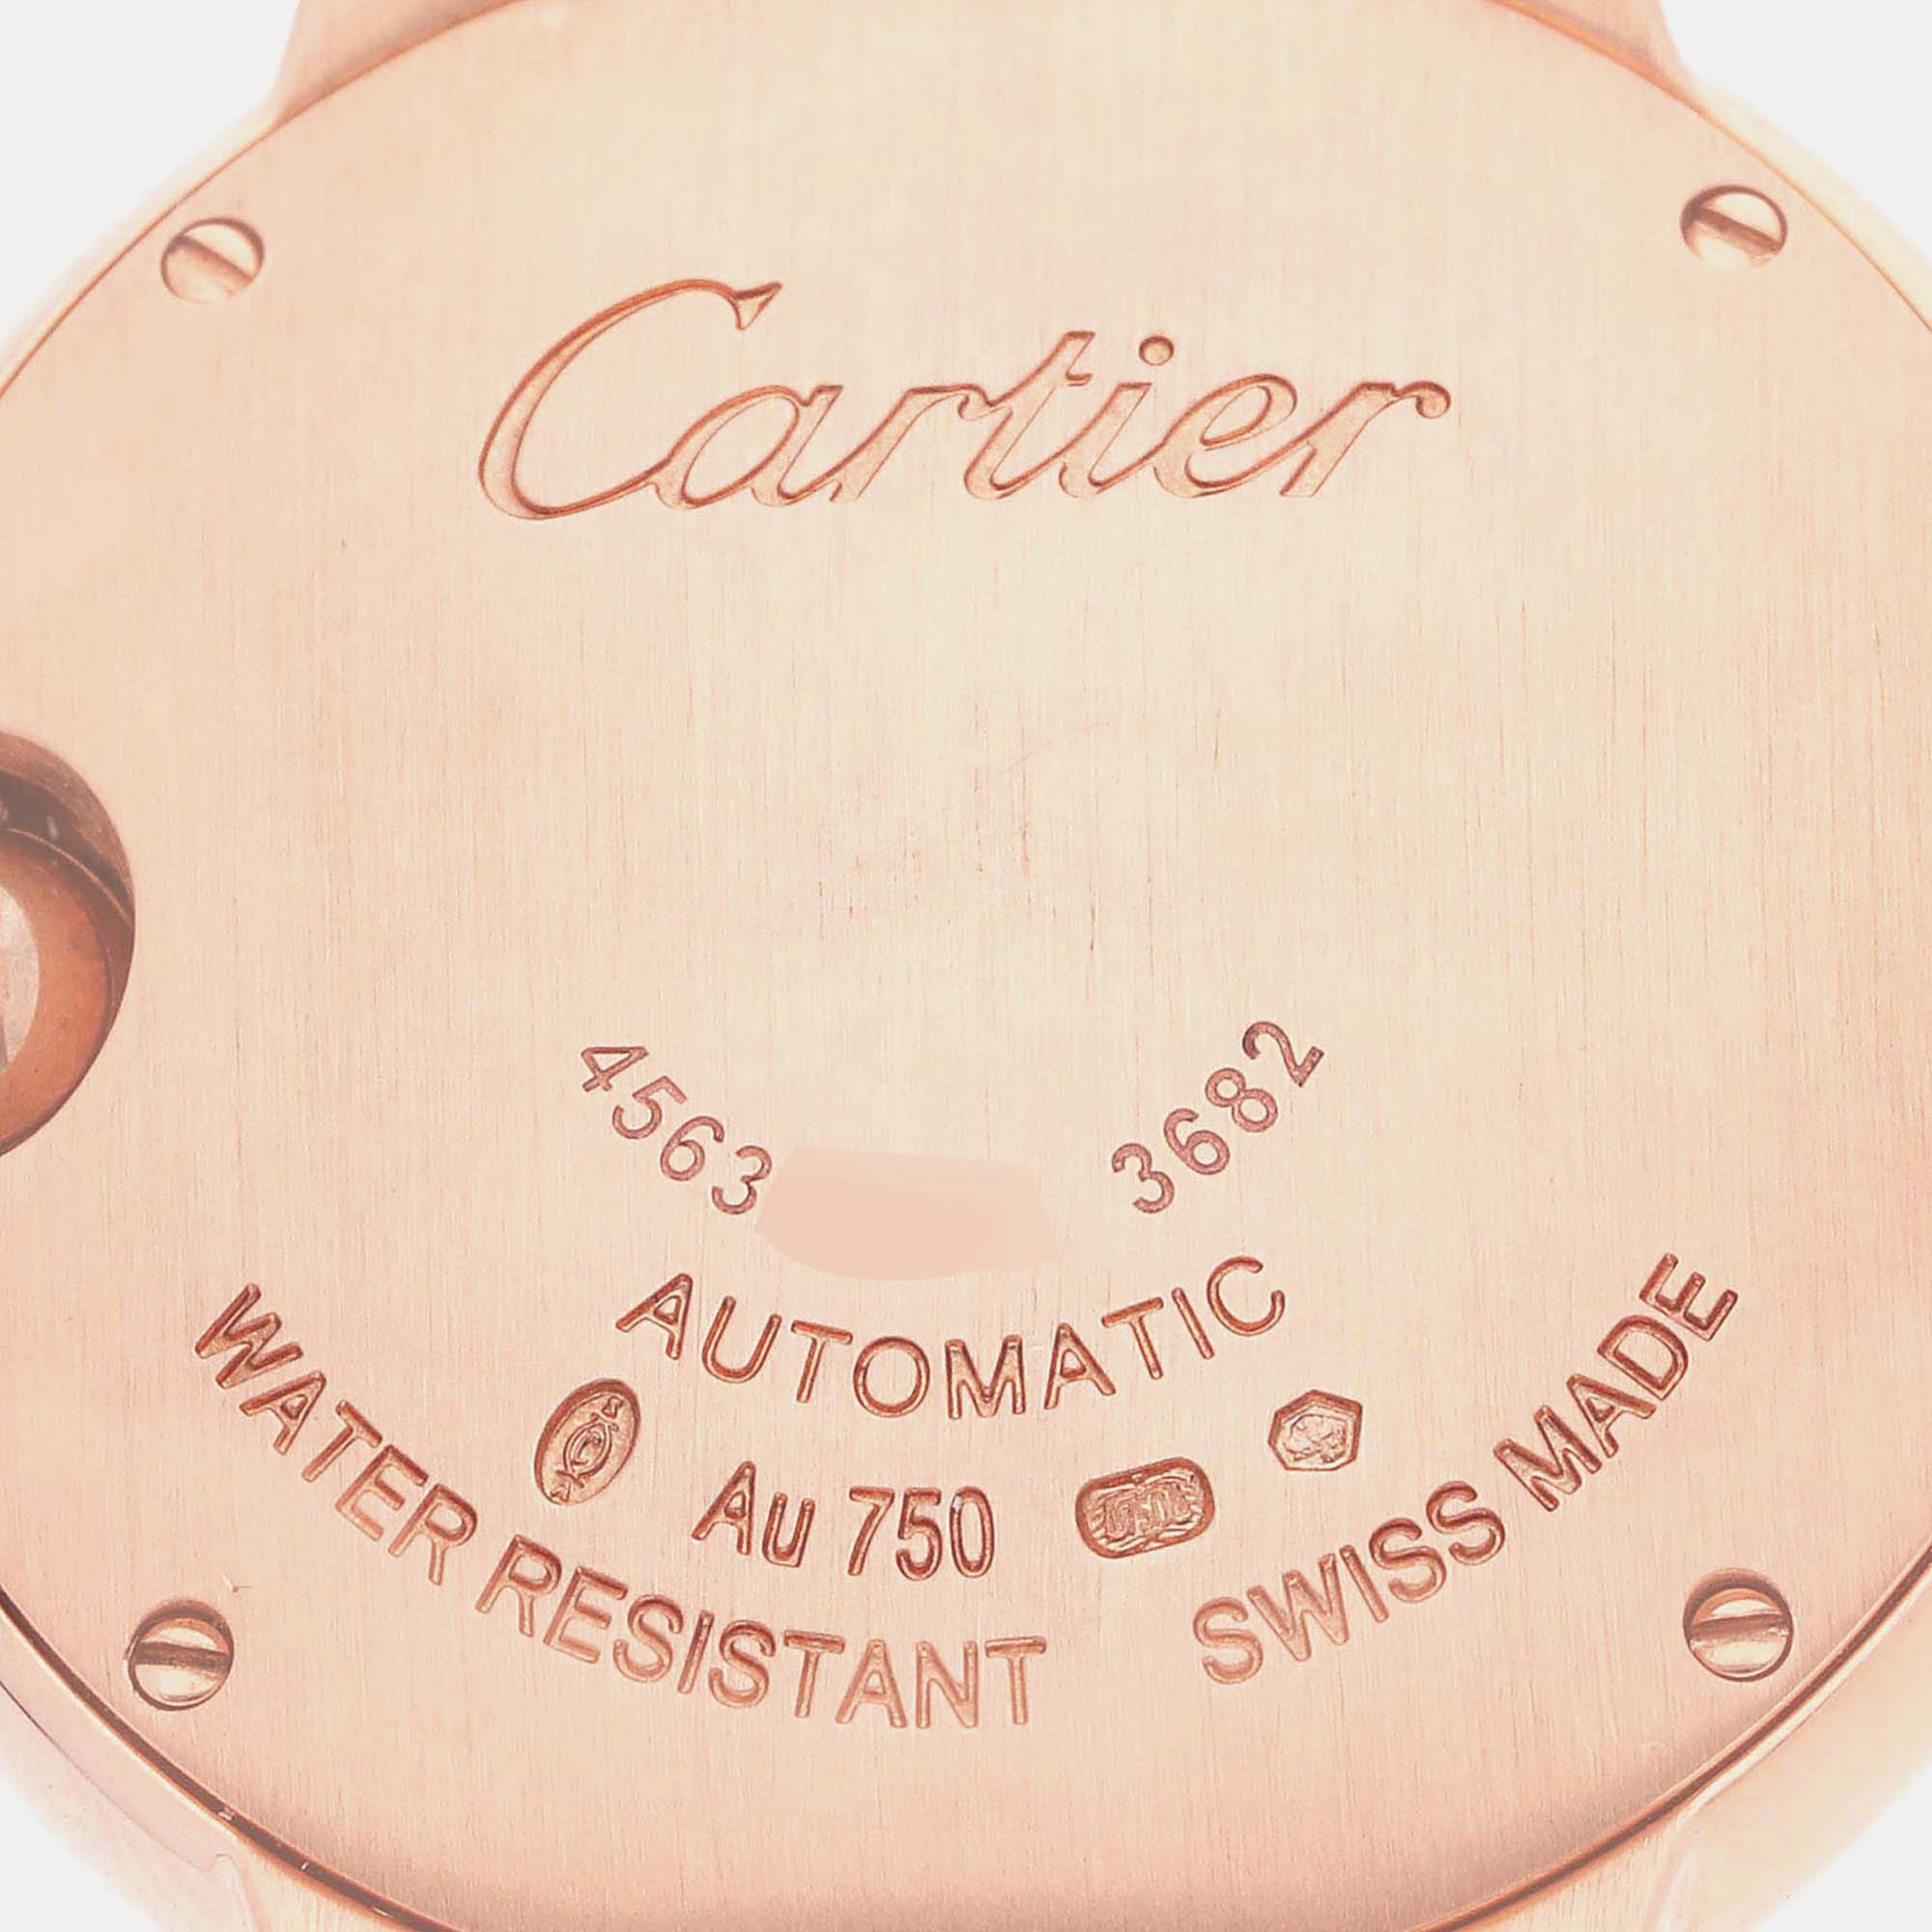 Cartier
4563 3682
AUTOMATIC
Au 750
WATER RESISTANT SWISS MADE